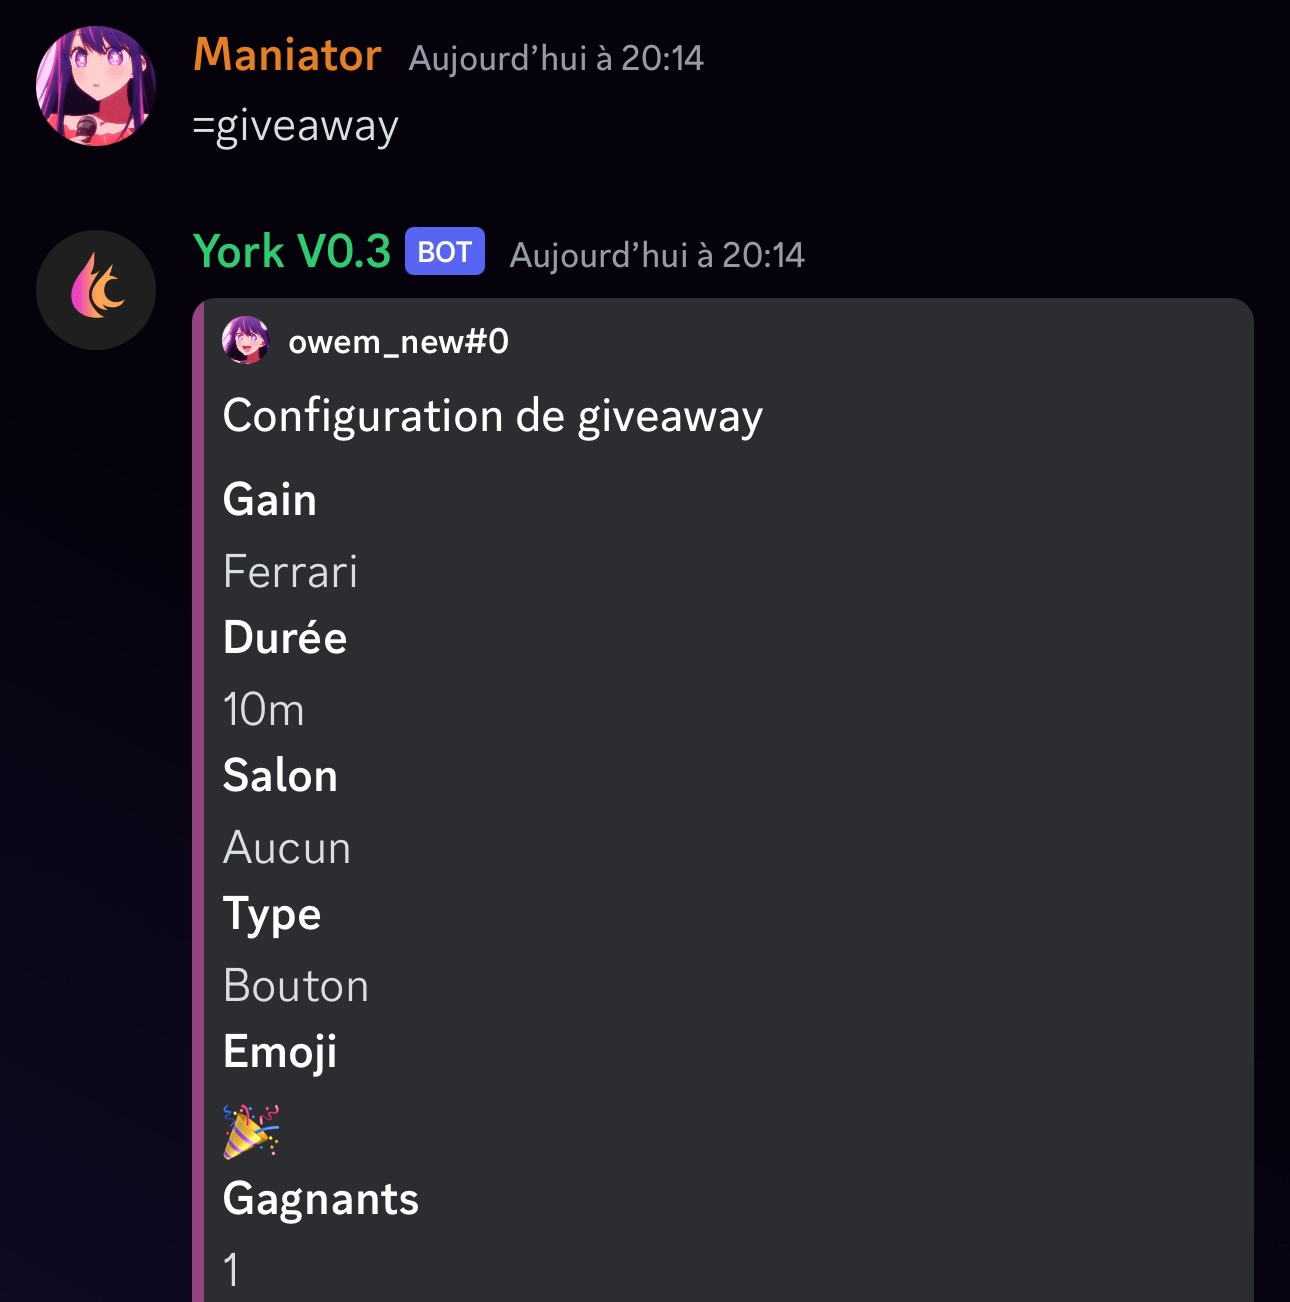 Maniator Aujourd’hui à 20:14
=giveaway
York V0.3 BOT Aujourd’hui à 20:14
owem_new#0
Configuration de giveaway
Gain
Ferrari
Durée
10m
Salon
Aucun
Type
Bouton
Emoji
🎉
Gagnants
1